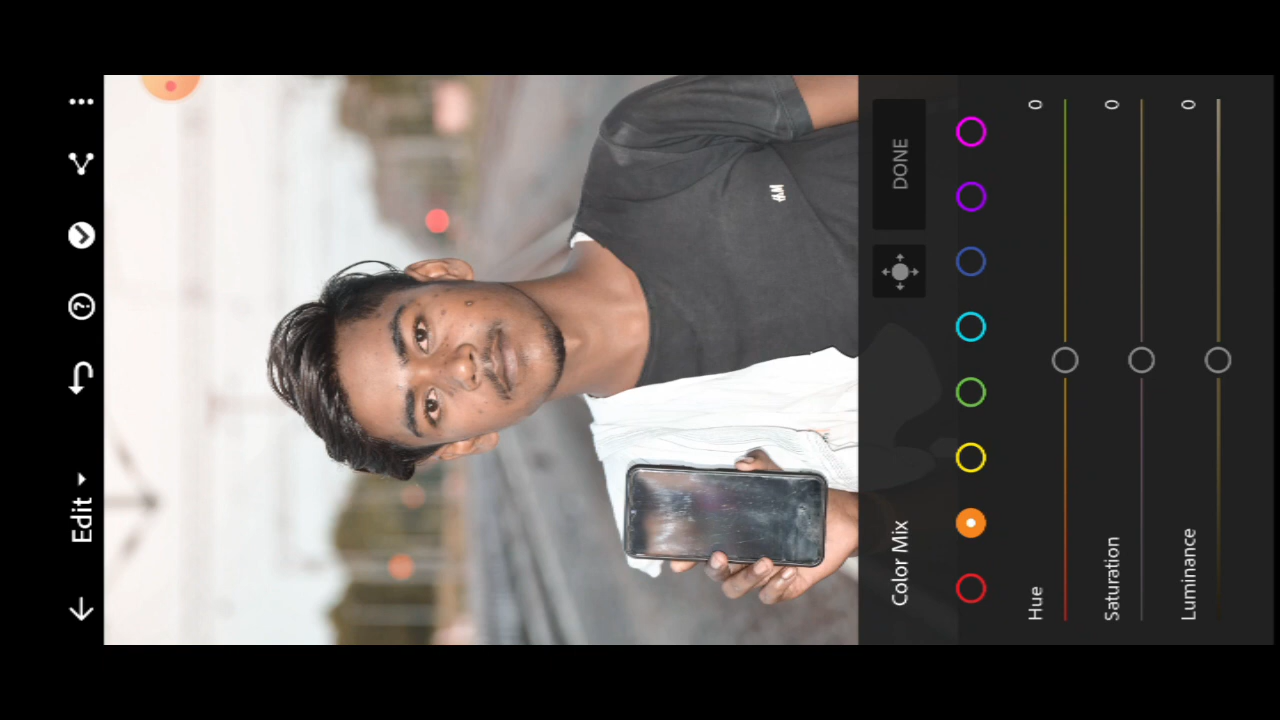 Edit
Color Mix
DONE
Hue 0
Saturation 0
Luminance 0
H&M